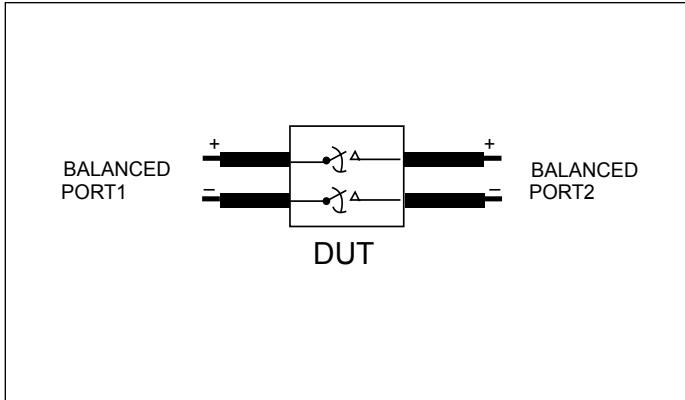 + +
BALANCED BALANCED
PORT1 PORT2
– –
DUT